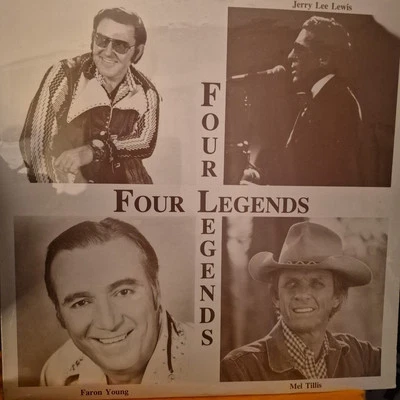 Jerry Lee Lewis
FOUR LEGENDS
FOUR LEGENDS
Faron Young
Mel Tillis